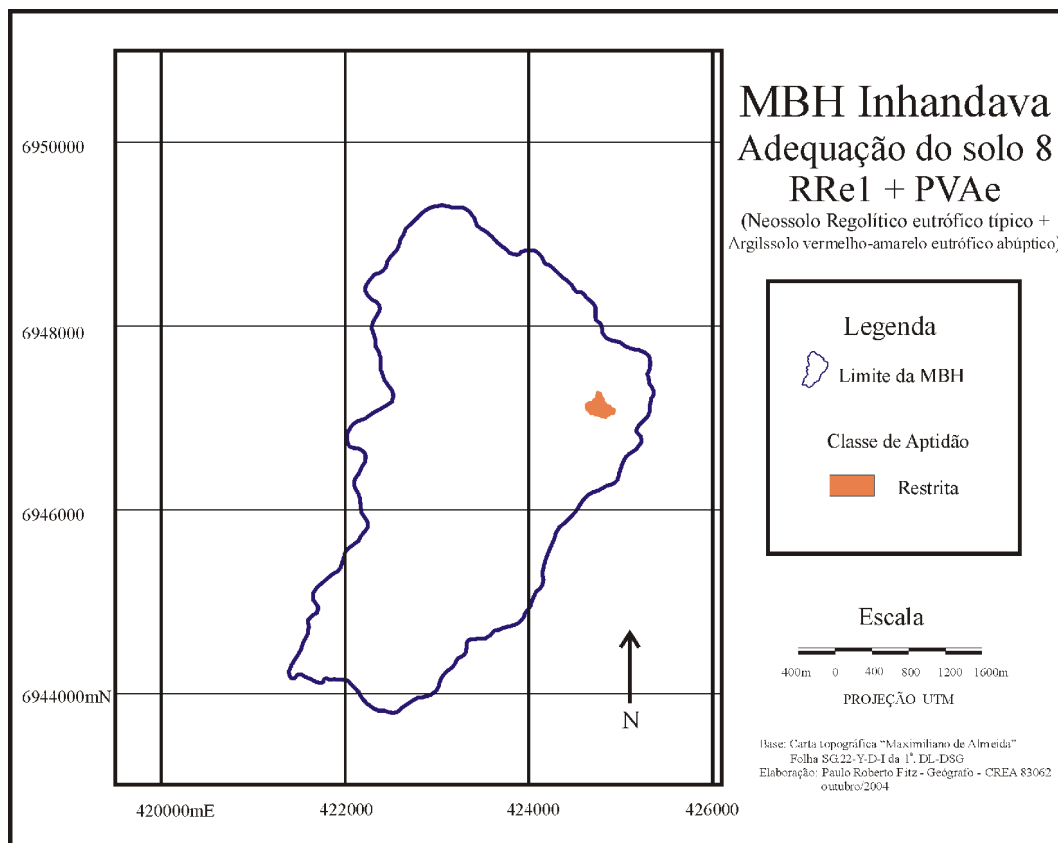 MBH Inhandava
Adequação do solo 8
RRe1 + PVAe
(Neossolo Regolítico eutrófico típico +
Argilssolo vermelho-amarelo eutrófico abúptico)
6950000
6948000
6946000
6944000mN
420000mE
422000
424000
426000
N
Legenda
Limite da MBH
Classe de Aptidão
Restrita
Escala
400m 0 400 800 1200 1600m
PROJEÇÃO UTM
Base: Carta topográfica “Maximiliano de Almeida”
Folha SG.22-Y-D-I da 1ª. DL-DSG
Elaboração: Paulo Roberto Fitz - Geógrafo - CREA 83062
outubro/2004